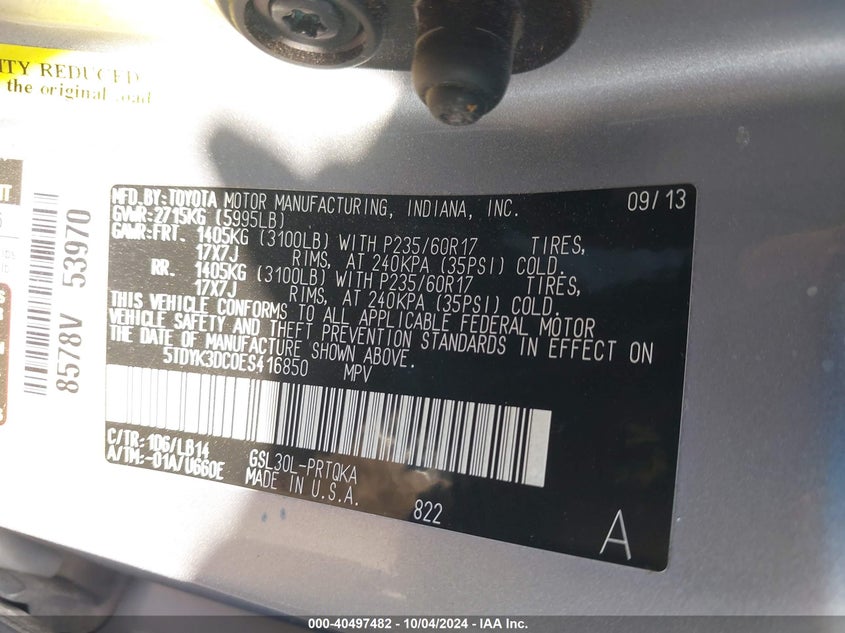 ITY REDUCED
the original load
8578V 53970
MFD.BY:TOYOTA MOTOR MANUFACTURING, INDIANA, INC. 09/13
GVWR:2715KG (5995LB)
GAWR:FRT. 1405KG (3100LB) WITH P235/60R17 TIRES,
17X7J RIMS, AT 240KPA (35PSI) COLD.
RR. 1405KG (3100LB) WITH P235/60R17 TIRES,
17X7J RIMS, AT 240KPA (35PSI) COLD.
THIS VEHICLE CONFORMS TO ALL APPLICABLE FEDERAL MOTOR
VEHICLE SAFETY AND THEFT PREVENTION STANDARDS IN EFFECT ON
THE DATE OF MANUFACTURE SHOWN ABOVE.
5TDYK3DC0ES416850 MPV
C/TR:1D6/LB14
A/TM:-01A/U660E
GSL30L-PRTQKA
MADE IN U.S.A.
822
A
000-40497482 - 10/04/2024 - IAA Inc.